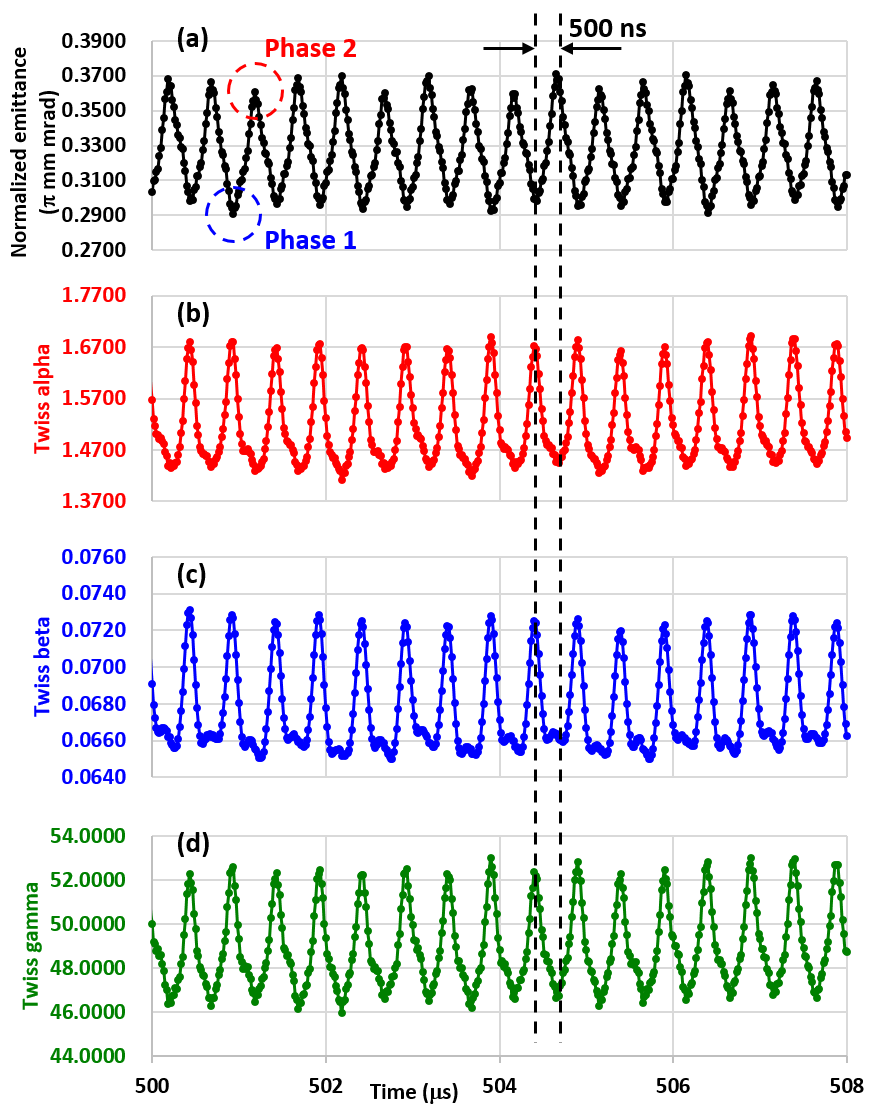 (a)
Phase 2
500 ns
Normalized emittance
(π mm mrad)
0.3900
0.3700
0.3500
0.3300
0.3100
0.2900
0.2700
Phase 1
(b)
Twiss alpha
1.7700
1.6700
1.5700
1.4700
1.3700
(c)
Twiss beta
0.0760
0.0740
0.0720
0.0700
0.0680
0.0660
0.0640
(d)
Twiss gamma
54.0000
52.0000
50.0000
48.0000
46.0000
44.0000
500
502
504
506
508
Time (μs)